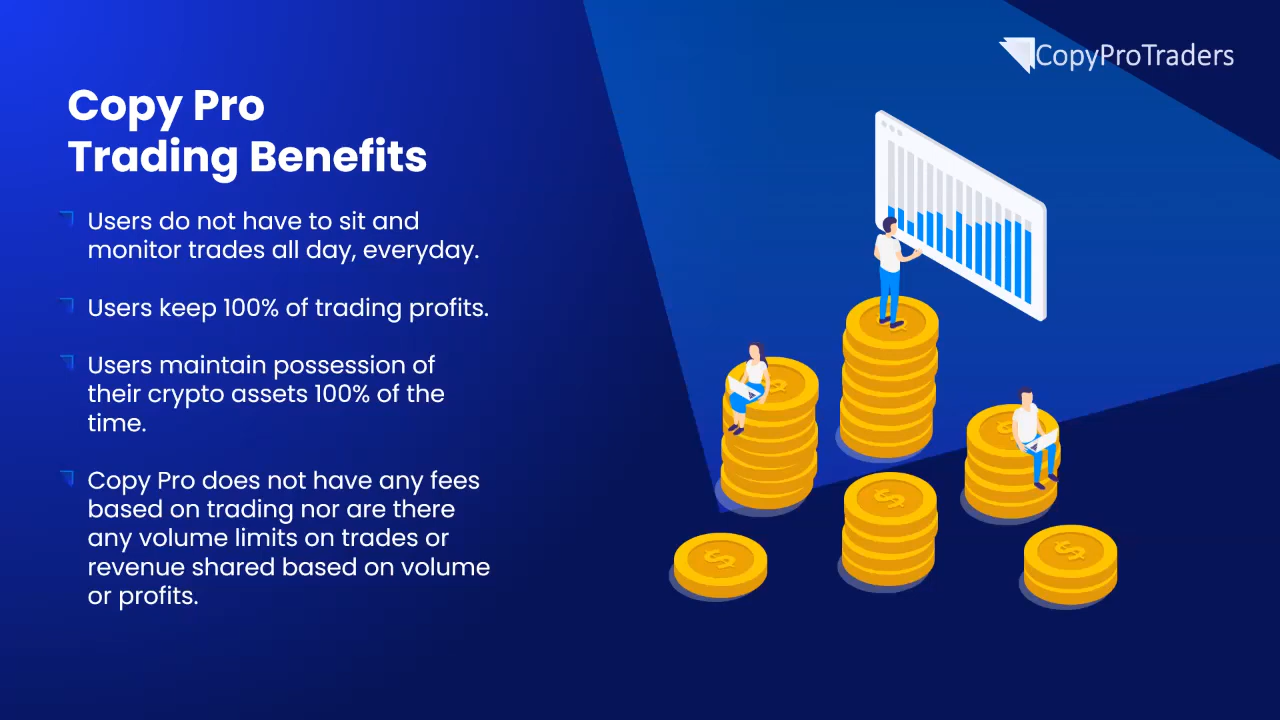 CopyProTraders
Copy Pro
Trading Benefits
Users do not have to sit and
monitor trades all day, everyday.
Users keep 100% of trading profits.
Users maintain possession of
their crypto assets 100% of the
time.
Copy Pro does not have any fees
based on trading nor are there
any volume limits on trades or
revenue shared based on volume
or profits.